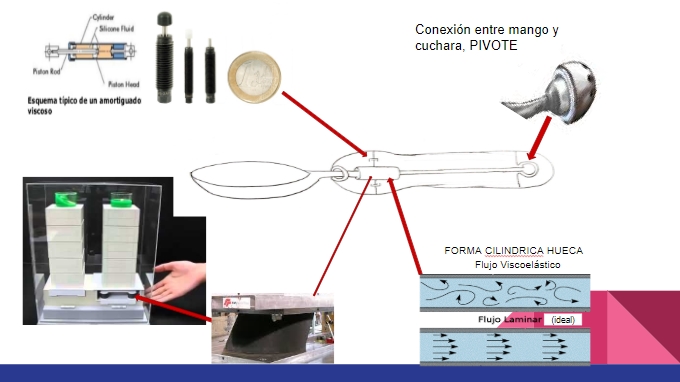 Cylinder
Silicone Fluid
Piston Rod
Piston Head
Esquema típico de un amortiguado
viscoso
Conexión entre mango y
cuchara, PIVOTE
FORMA CILINDRICA HUECA
Flujo Viscoelástico
Flujo Laminar (ideal)